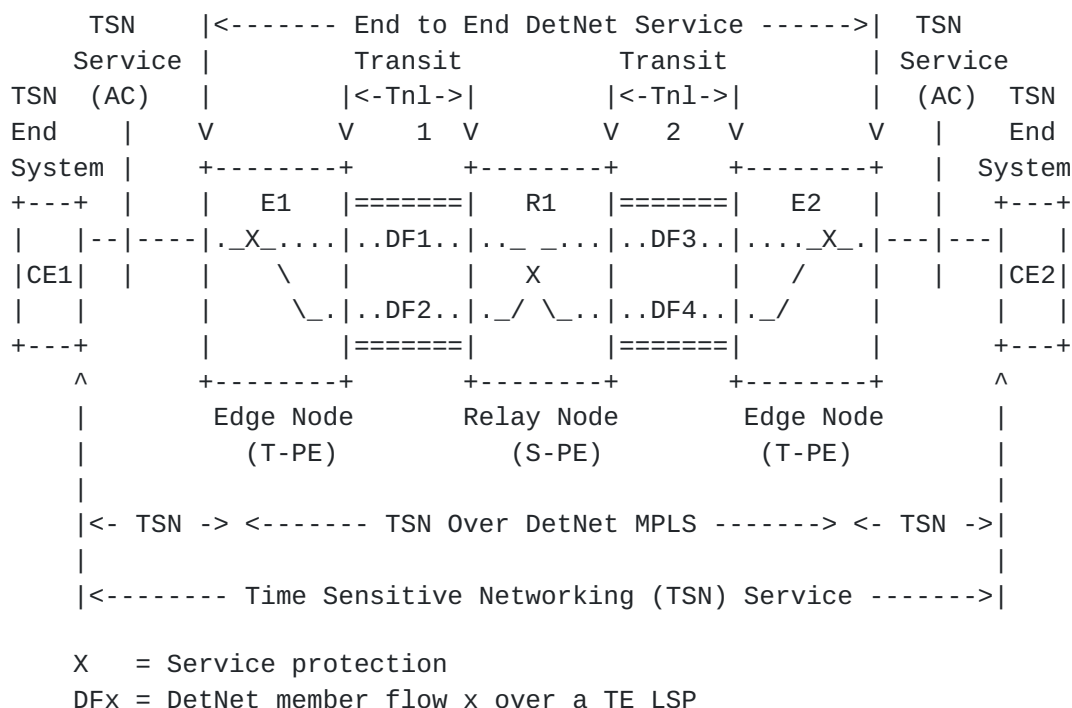 TSN    |<------- End to End DetNet Service ------>|  TSN
     Service |         Transit          Transit         | Service
TSN  (AC)    |        |<-Tnl->|        |<-Tnl->|        |  (AC)  TSN
End    |     V        V   1   V        V   2   V        V   |    End
System |     +--------+       +--------+       +--------+   |  System
+---+  |     |   E1   |=======|   R1   |=======|   E2   |   |   +---+
|   |--|-----|._X_....|..DF1..|.._ _...|..DF3..|...._X_.|---|---|   |
|CE1|  |     |    \   |       |   X    |       |   /    |   |   |CE2|
|   |        |     \_.|..DF2..|._/ \_..|..DF4..|._/     |       |   |
+---+        |        |=======|        |=======|        |       +---+
    ^        +--------+       +--------+       +--------+       ^
    |         Edge Node       Relay Node        Edge Node       |
    |           (T-PE)           (S-PE)          (T-PE)         |
    |                                                           |
    |<- TSN -> <------- TSN Over DetNet MPLS -------> <- TSN ->|
    |                                                           |
    |<-------- Time Sensitive Networking (TSN) Service ------->|
X   = Service protection
DFx = DetNet member flow x over a TE LSP